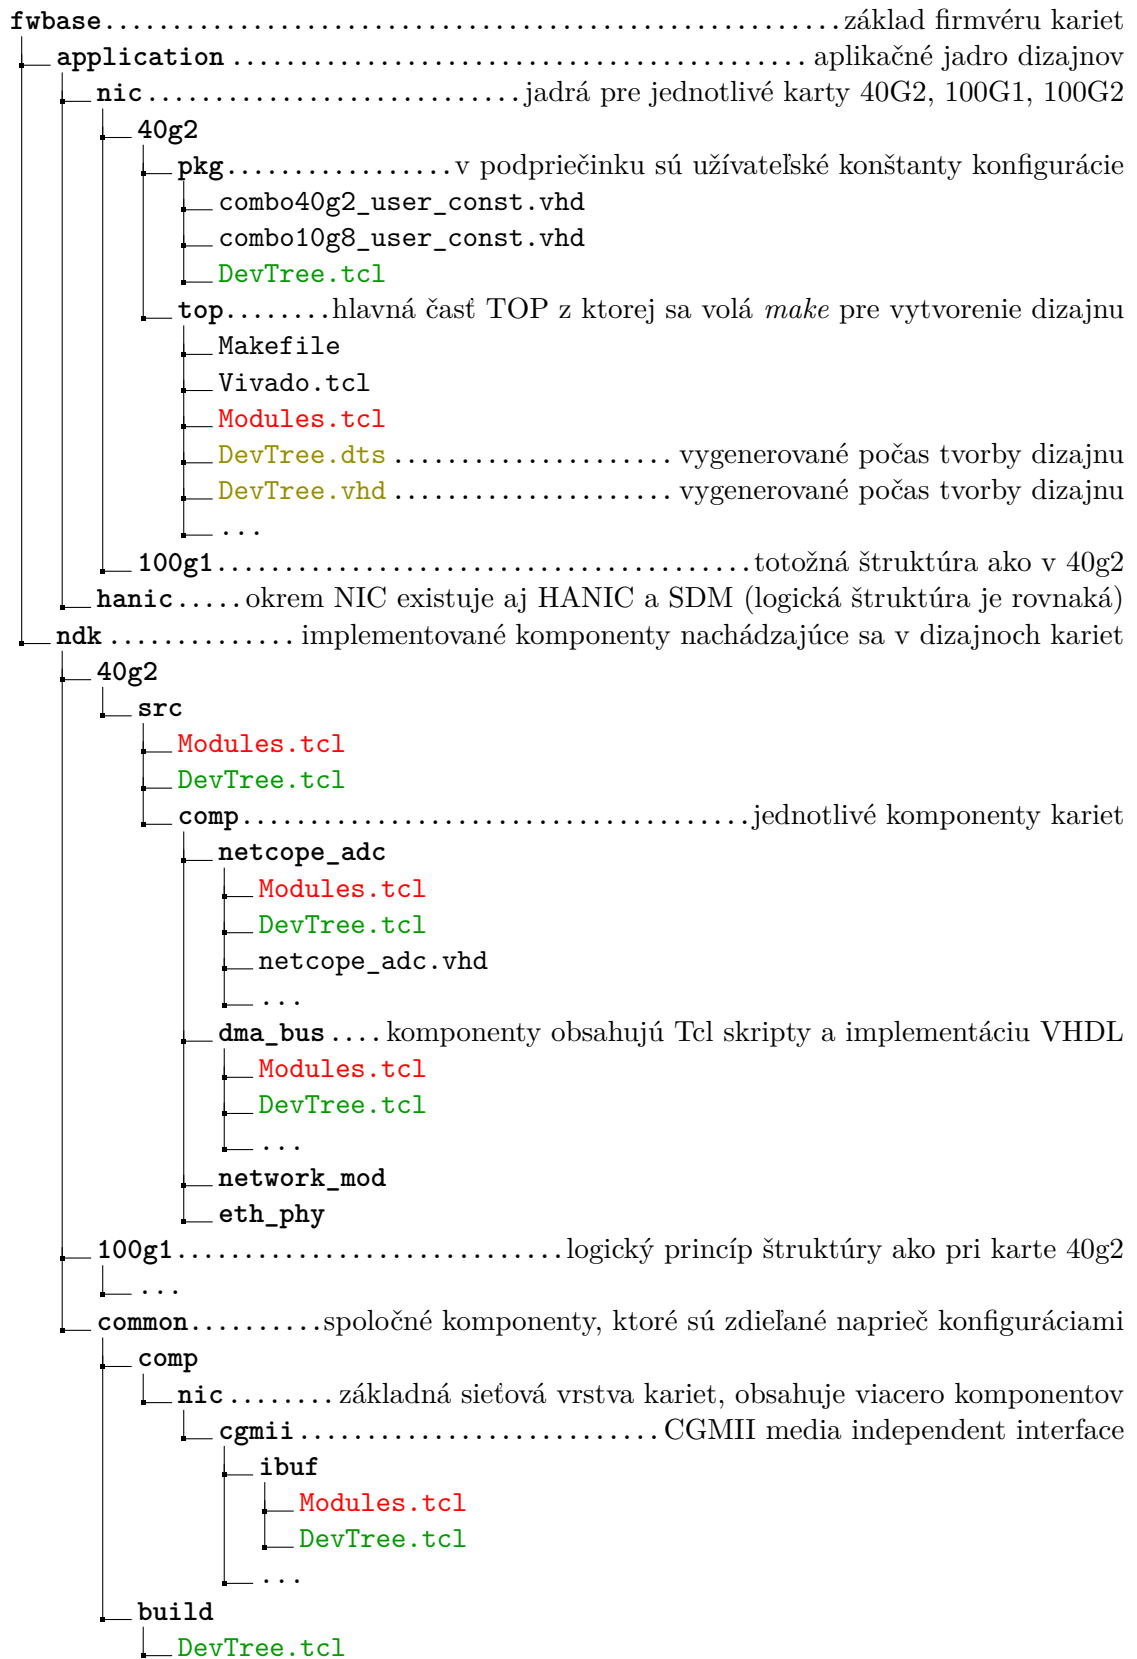 fwbase......................................................základ firmvéru kariet
application ........................................... aplikačné jadro dizajnov
nic............................jadrá pre jednotlivé karty 40G2, 100G1, 100G2
40g2
pkg.................v podpriečinku sú užívateľské konštanty konfigurácie
combo40g2_user_const.vhd
combo10g8_user_const.vhd
DevTree.tcl
top........hlavná časť TOP z ktorej sa volá make pre vytvorenie dizajnu
Makefile
Vivado.tcl
Modules.tcl
DevTree.dts ..................... vygenerované počas tvorby dizajnu
DevTree.vhd ..................... vygenerované počas tvorby dizajnu
...
100g1........................................totožná štruktúra ako v 40g2
hanic.....okrem NIC existuje aj HANIC a SDM (logická štruktúra je rovnaká)
ndk .............. implementované komponenty nachádzajúce sa v dizajnoch kariet
40g2
src
Modules.tcl
DevTree.tcl
comp......................................jednotlivé komponenty kariet
netcope_adc
Modules.tcl
DevTree.tcl
netcope_adc.vhd
...
dma_bus .... komponenty obsahujú Tcl skripty a implementáciu VHDL
Modules.tcl
DevTree.tcl
...
network_mod
eth_phy
100g1.............................logický princíp štruktúry ako pri karte 40g2
...
common..........spoločné komponenty, ktoré sú zdieľané naprieč konfiguráciami
comp
nic ........ základná sieťová vrstva kariet, obsahuje viacero komponentov
cgmii ........................... CGMII media independent interface
ibuf
Modules.tcl
DevTree.tcl
...
build
DevTree.tcl